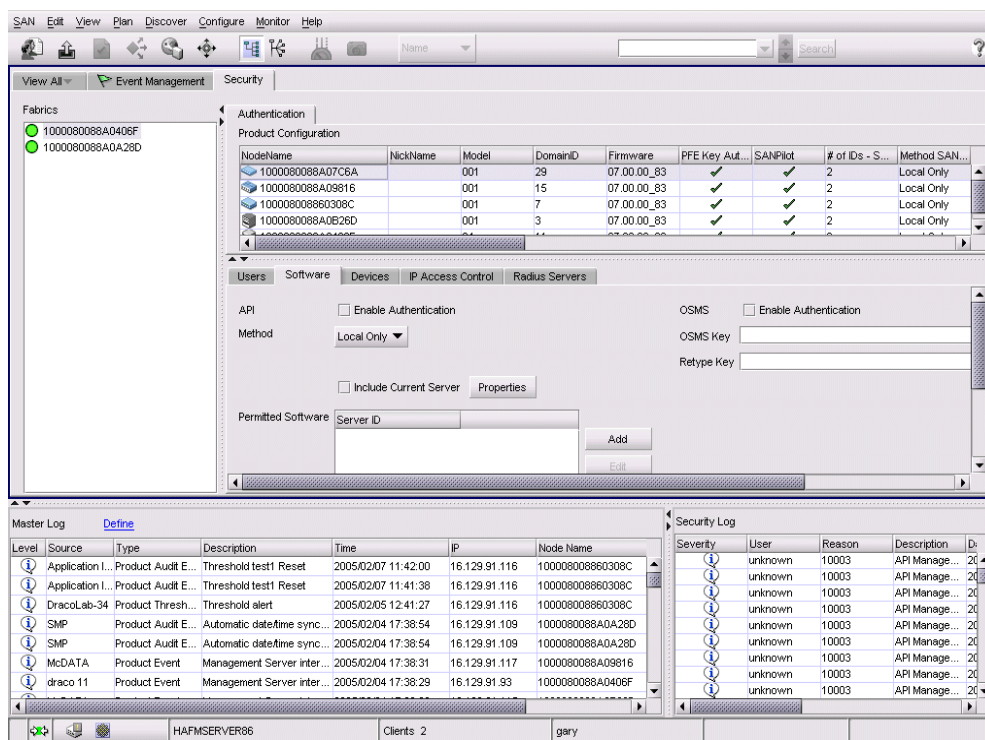 SAN Edit View Plan Discover Configure Monitor Help
Name Search ?
View All Event Management Security
Fabrics
1000080088A0406F
1000080088A0A28D
Authentication
Product Configuration
NodeName NickName Model DomainID Firmware PFE Key Aut... SANPilot # of IDs - S... Method SAN...
1000080088A07C6A 001 29 07.00.00_83 2 Local Only
1000080088A09816 001 15 07.00.00_83 2 Local Only
100008008860308C 001 7 07.00.00_83 2 Local Only
1000080088A0B26D 001 3 07.00.00_83 2 Local Only
Users Software Devices IP Access Control Radius Servers
API Enable Authentication OSMS Enable Authentication
Method Local Only OSMS Key
Retype Key
Include Current Server Properties
Permitted Software Server ID
Add
Edit
Master Log Define
Level Source Type Description Time IP Node Name
Application I... Product Audit E... Threshold test1 Reset 2005/02/07 11:42:00 16.129.91.116 100008008860308C
Application I... Product Audit E... Threshold test1 Reset 2005/02/07 11:41:38 16.129.91.116 100008008860308C
DracoLab-34 Product Thresh... Threshold alert 2005/02/05 12:41:27 16.129.91.116 100008008860308C
SMP Product Audit E... Automatic date/time sync... 2005/02/04 17:38:54 16.129.91.109 1000080088A0A28D
SMP Product Audit E... Automatic date/time sync... 2005/02/04 17:38:54 16.129.91.109 1000080088A0A28D
McDATA Product Event Management Server inter... 2005/02/04 17:38:31 16.129.91.117 1000080088A09816
draco 11 Product Event Management Server inter... 2005/02/04 17:38:29 16.129.91.93 1000080088A0406F
Security Log
Severity User Reason Description
unknown 10003 API Manage... 20
unknown 10003 API Manage... 20
unknown 10003 API Manage... 20
unknown 10003 API Manage... 20
unknown 10003 API Manage... 20
unknown 10003 API Manage... 20
unknown 10003 API Manage... 20
unknown 10003 API Manage... 20
unknown 10003 API Manage... 20
HAFMSERVER86 Clients 2 gary